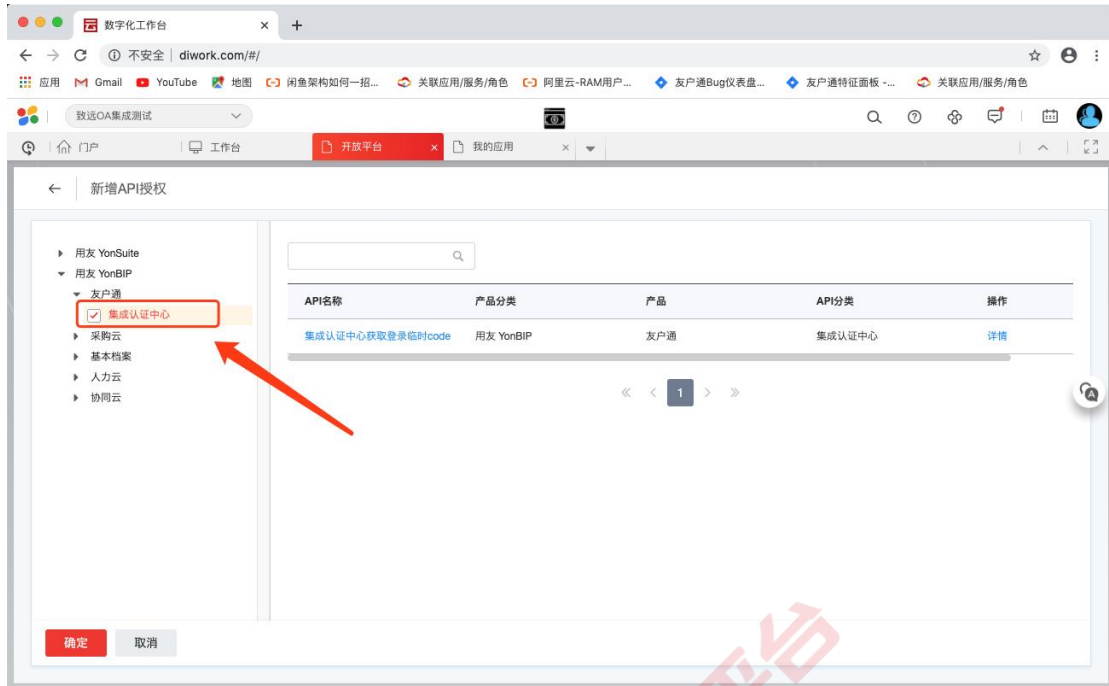 数字化工作台
不安全 | diwork.com/#/
应用 Gmail YouTube 地图 闲鱼架构如何一招... 关联应用/服务/角色 阿里云-RAM用户... 友户通Bug仪表盘... 友户通特征面板 -... 关联应用/服务/角色
致远OA集成测试
门户 工作台 开放平台 我的应用
新增API授权
用友 YonSuite
用友 YonBIP
友户通
集成认证中心
采购云
基本档案
人力云
协同云
API名称 产品分类 产品 API分类 操作
集成认证中心获取登录临时code 用友 YonBIP 友户通 集成认证中心 详情
1
确定 取消
平台